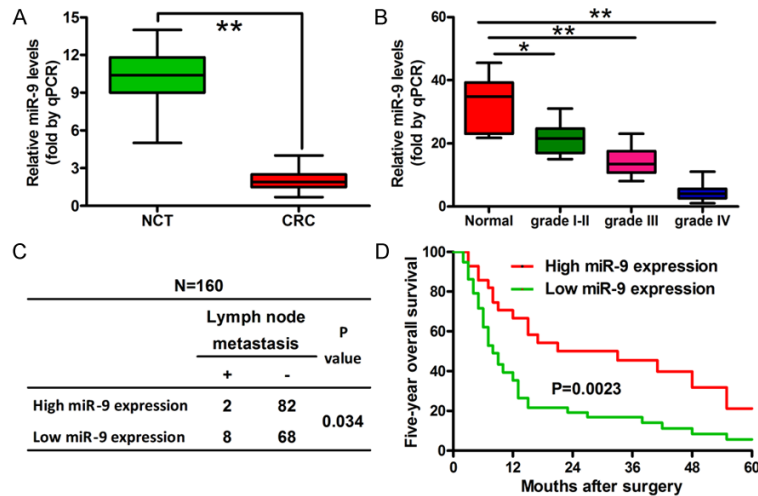 A
Relative miR-9 levels
(fold by qPCR)
15
12
9
6
3
0
**
NCT
CRC
B
Relative miR-9 levels
(fold by qPCR)
60
40
20
0
**
**
*
Normal
grade I-II
grade III
grade IV
C
N=160
Lymph node
metastasis
P
value
+
-
High miR-9 expression 2 82
0.034
Low miR-9 expression 8 68
D
Five-year overall survival
100
80
60
40
20
0
High miR-9 expression
Low miR-9 expression
P=0.0023
0 12 24 36 48 60
Mouths after surgery